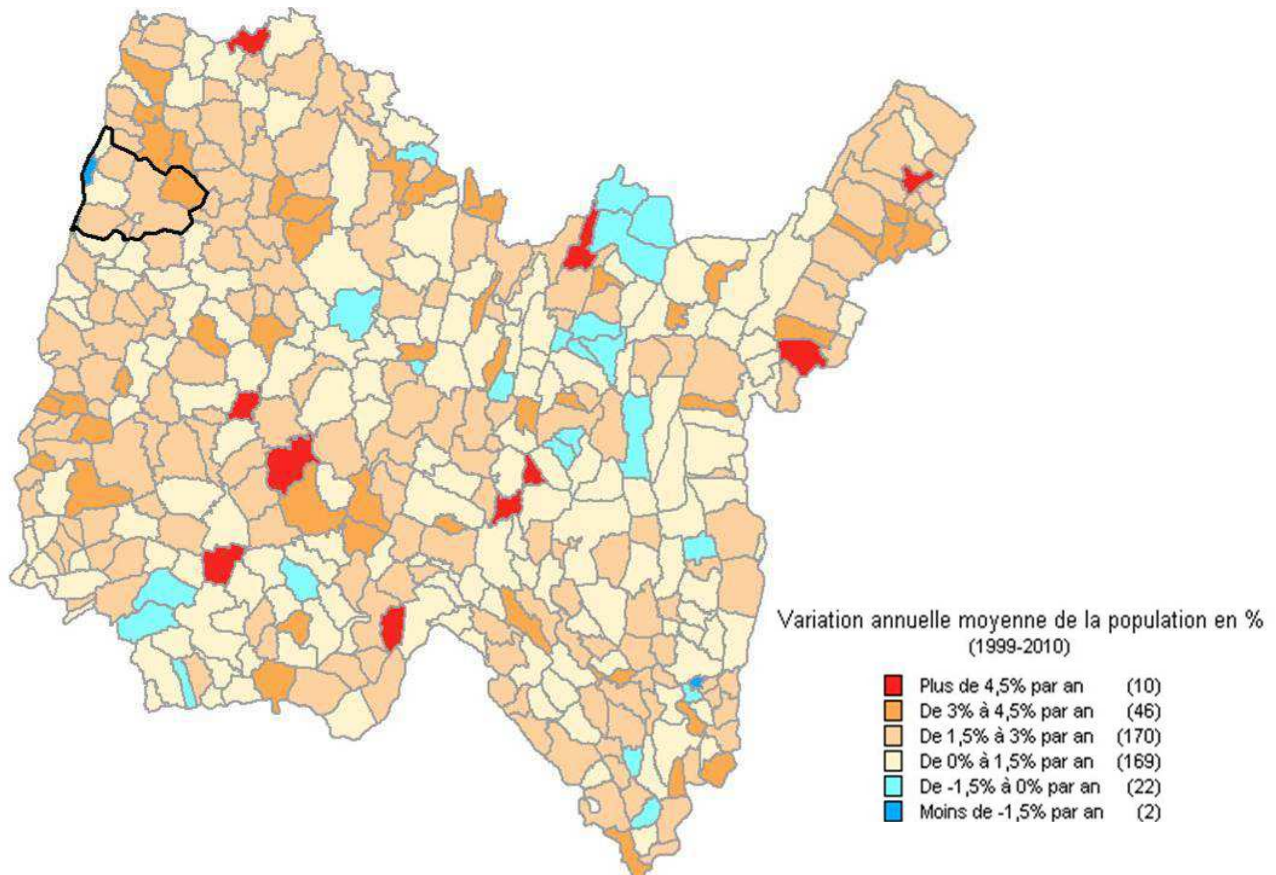 Variation annuelle moyenne de la population en %
(1999-2010)
Plus de 4,5% par an (10)
De 3% à 4,5% par an (46)
De 1,5% à 3% par an (170)
De 0% à 1,5% par an (169)
De -1,5% à 0% par an (22)
Moins de -1,5% par an (2)